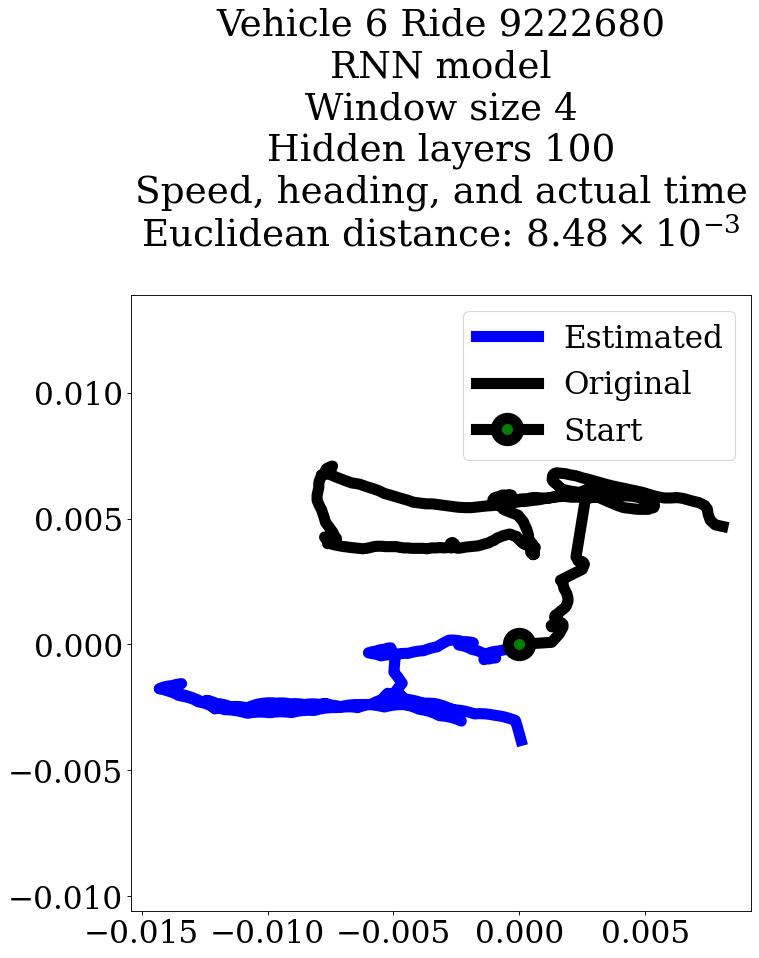 Vehicle 6 Ride 9222680
RNN model
Window size 4
Hidden layers 100
Speed, heading, and actual time
Euclidean distance: 8.48 × 10⁻³
Estimated
Original
Start
0.010
0.005
0.000
−0.005
−0.010
−0.015 −0.010 −0.005 0.000 0.005